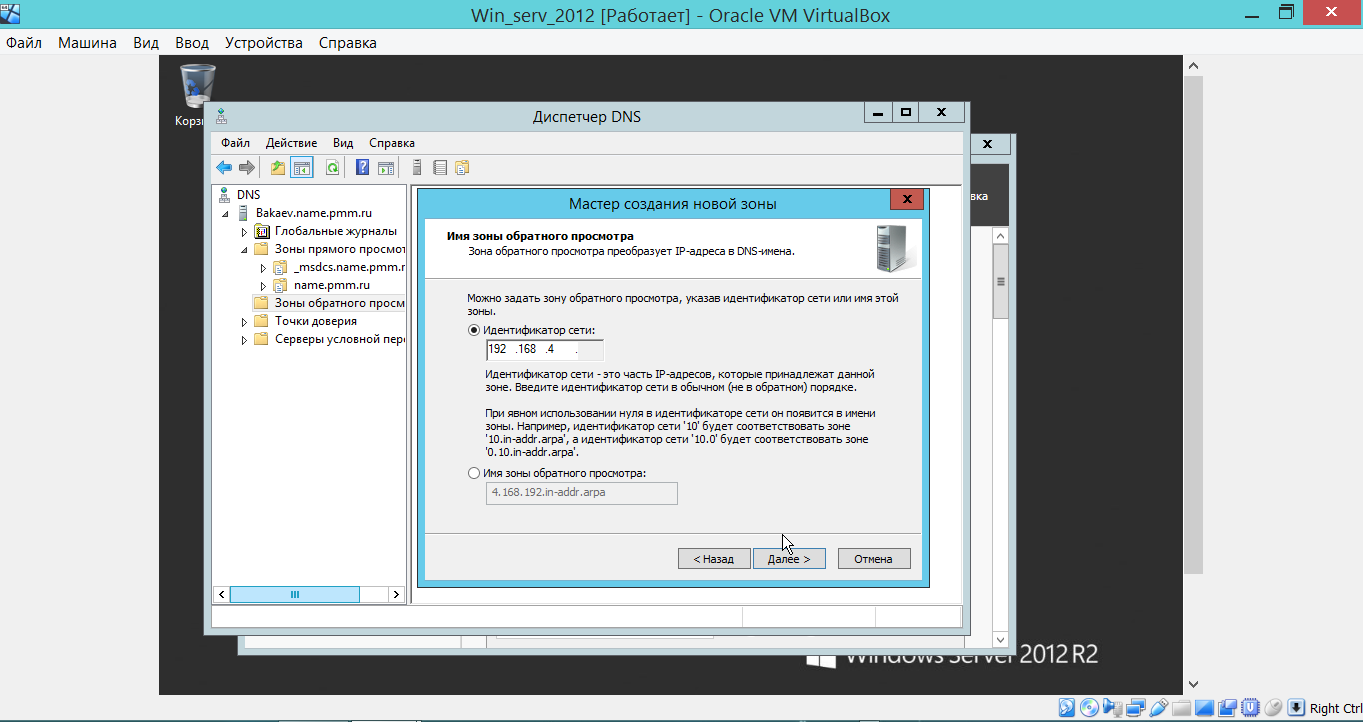 Win_serv_2012 [Работает] - Oracle VM VirtualBox
Файл Машина Вид Ввод Устройства Справка
Диспетчер DNS
Файл Действие Вид Справка
DNS
Bakaev.name.pmm.ru
Глобальные журналы
Зоны прямого просмот
_msdcs.name.pmm.r
name.pmm.ru
Зоны обратного просм
Точки доверия
Серверы условной пер
Мастер создания новой зоны
Имя зоны обратного просмотра
Зона обратного просмотра преобразует IP-адреса в DNS-имена.
Можно задать зону обратного просмотра, указав идентификатор сети или имя этой
зоны.
Идентификатор сети:
192 .168 .4 .
Идентификатор сети - это часть IP-адресов, которые принадлежат данной
зоне. Введите идентификатор сети в обычном (не в обратном) порядке.
При явном использовании нуля в идентификаторе сети он появится в имени
зоны. Например, идентификатор сети '10' будет соответствовать зоне
'10.in-addr.arpa', а идентификатор сети '10.0' будет соответствовать зоне
'0.10.in-addr.arpa'.
Имя зоны обратного просмотра:
4.168.192.in-addr.arpa
< Назад Далее > Отмена
вка
Windows Server 2012 R2
Right Ctrl